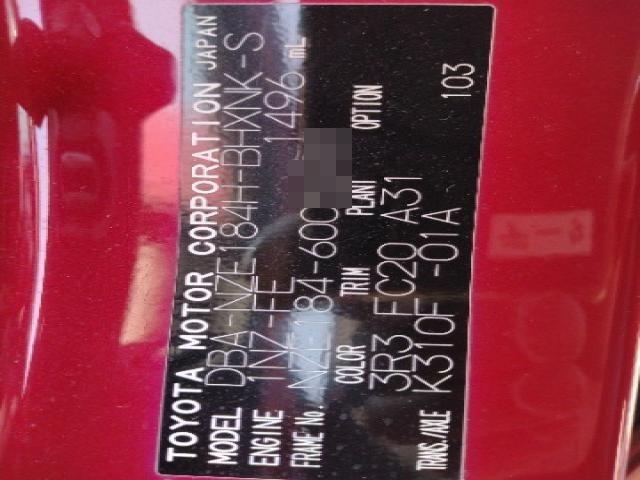 TOYOTA MOTOR CORPORATION JAPAN
MODEL DBA-NZE184H-BHXNK-S
ENGINE 1NZ-FE 1496 mL
FRAME No. NZE184-600
COLOR TRIM PLANT OPTION
3R3 FC20 A31
TRANS./AXLE K310F -01A 103